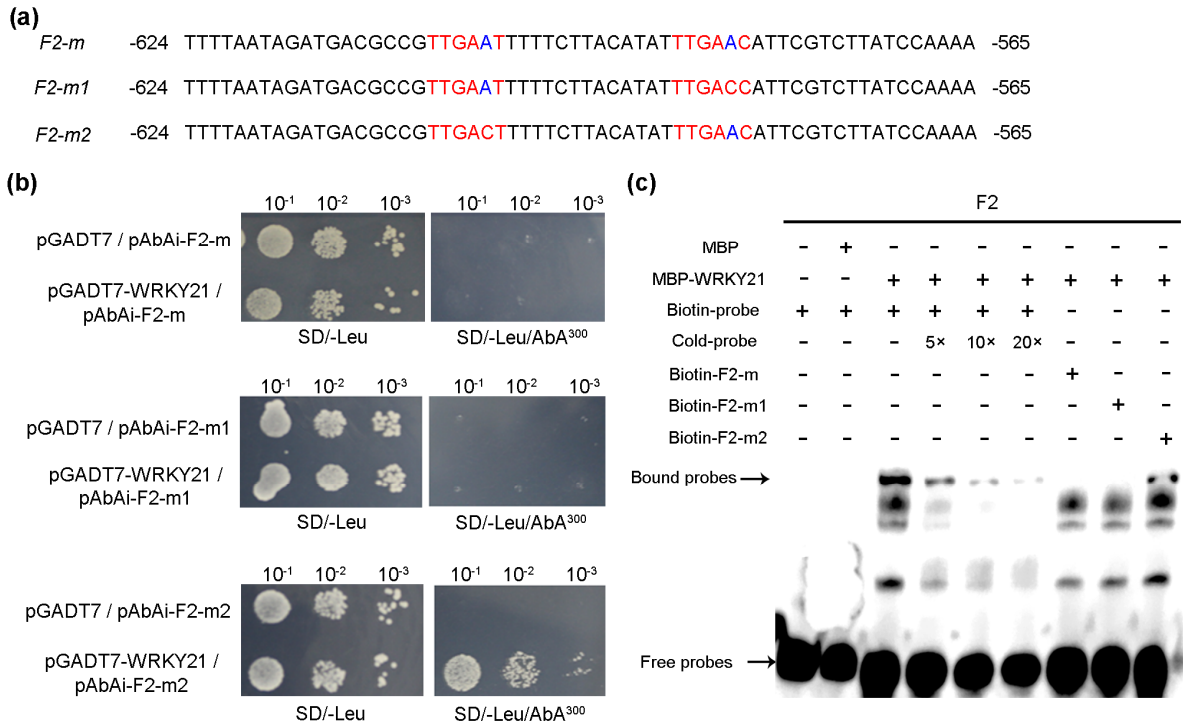 (a)
F2-m -624 TTTTAATAGATGACGCCGTTGAATTTTTCTTACATATTTGAACATTCGTCTTATCCAAAA -565
F2-m1 -624 TTTTAATAGATGACGCCGTTGAATTTTTCTTACATATTTGACCATTCGTCTTATCCAAAA -565
F2-m2 -624 TTTTAATAGATGACGCCGTTGACTTTTTCTTACATATTTGAACATTCGTCTTATCCAAAA -565
(b)
10⁻¹ 10⁻² 10⁻³ 10⁻¹ 10⁻² 10⁻³
pGADT7 / pAbAi-F2-m
pGADT7-WRKY21 /
pAbAi-F2-m
SD/-Leu SD/-Leu/AbA³⁰⁰
10⁻¹ 10⁻² 10⁻³ 10⁻¹ 10⁻² 10⁻³
pGADT7 / pAbAi-F2-m1
pGADT7-WRKY21 /
pAbAi-F2-m1
SD/-Leu SD/-Leu/AbA³⁰⁰
10⁻¹ 10⁻² 10⁻³ 10⁻¹ 10⁻² 10⁻³
pGADT7 / pAbAi-F2-m2
pGADT7-WRKY21 /
pAbAi-F2-m2
SD/-Leu SD/-Leu/AbA³⁰⁰
(c)
F2
MBP - + - - - - - - -
MBP-WRKY21 - - + + + + + + +
Biotin-probe + + + + + + - - -
Cold-probe - - - 5× 10× 20× - - -
Biotin-F2-m - - - - - - + - -
Biotin-F2-m1 - - - - - - - + -
Biotin-F2-m2 - - - - - - - - +
Bound probes
Free probes